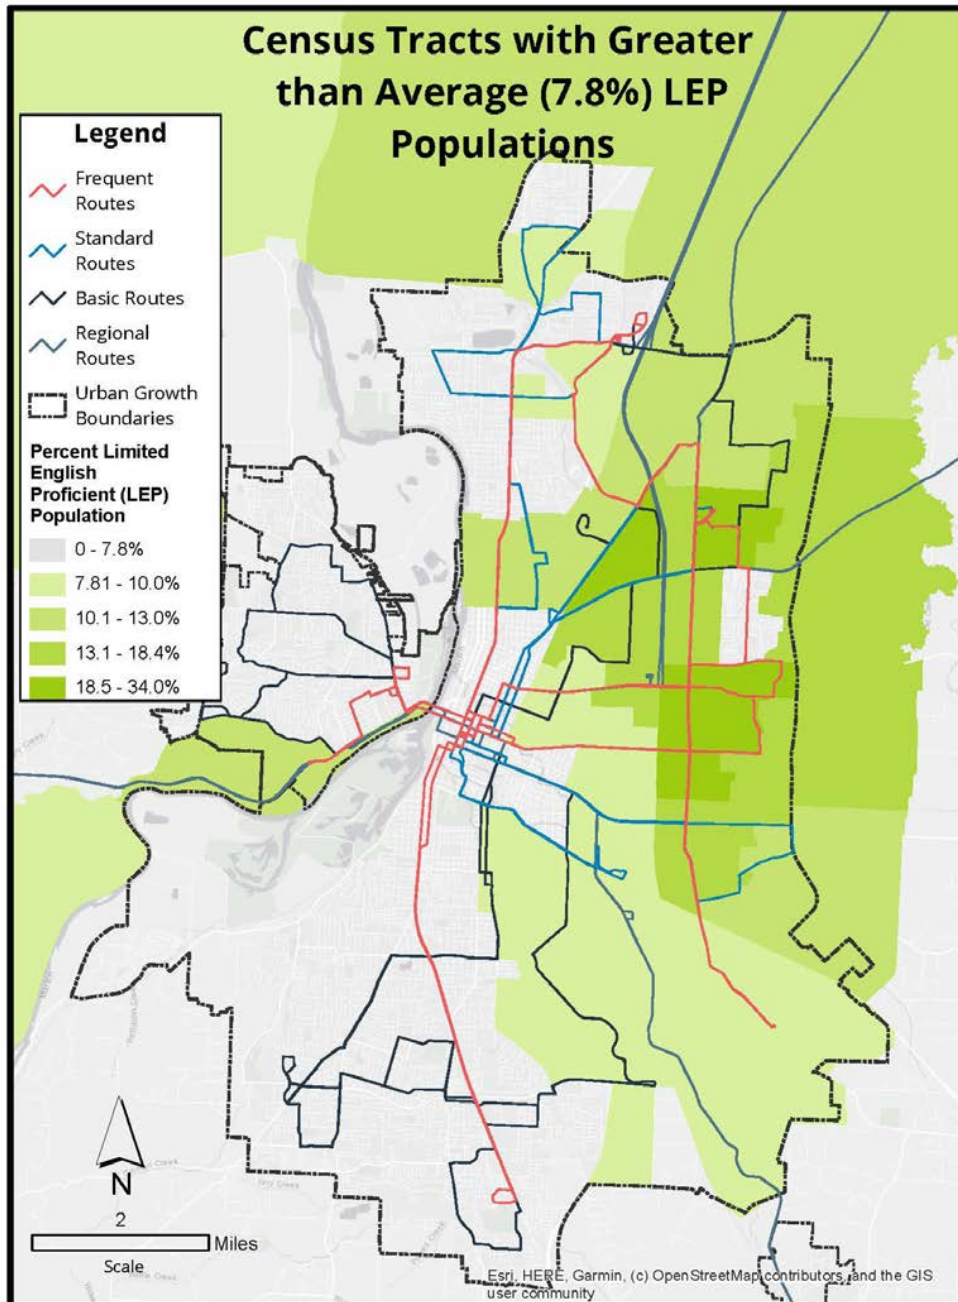 Census Tracts with Greater
than Average (7.8%) LEP
Populations
Legend
Frequent
Routes
Standard
Routes
Basic Routes
Regional
Routes
Urban Growth
Boundaries
Percent Limited
English
Proficient (LEP)
Population
0 - 7.8%
7.81 - 10.0%
10.1 - 13.0%
13.1 - 18.4%
18.5 - 34.0%
N
2
Miles
Scale
Esri, HERE, Garmin, (c) OpenStreetMap contributors, and the GIS
user community